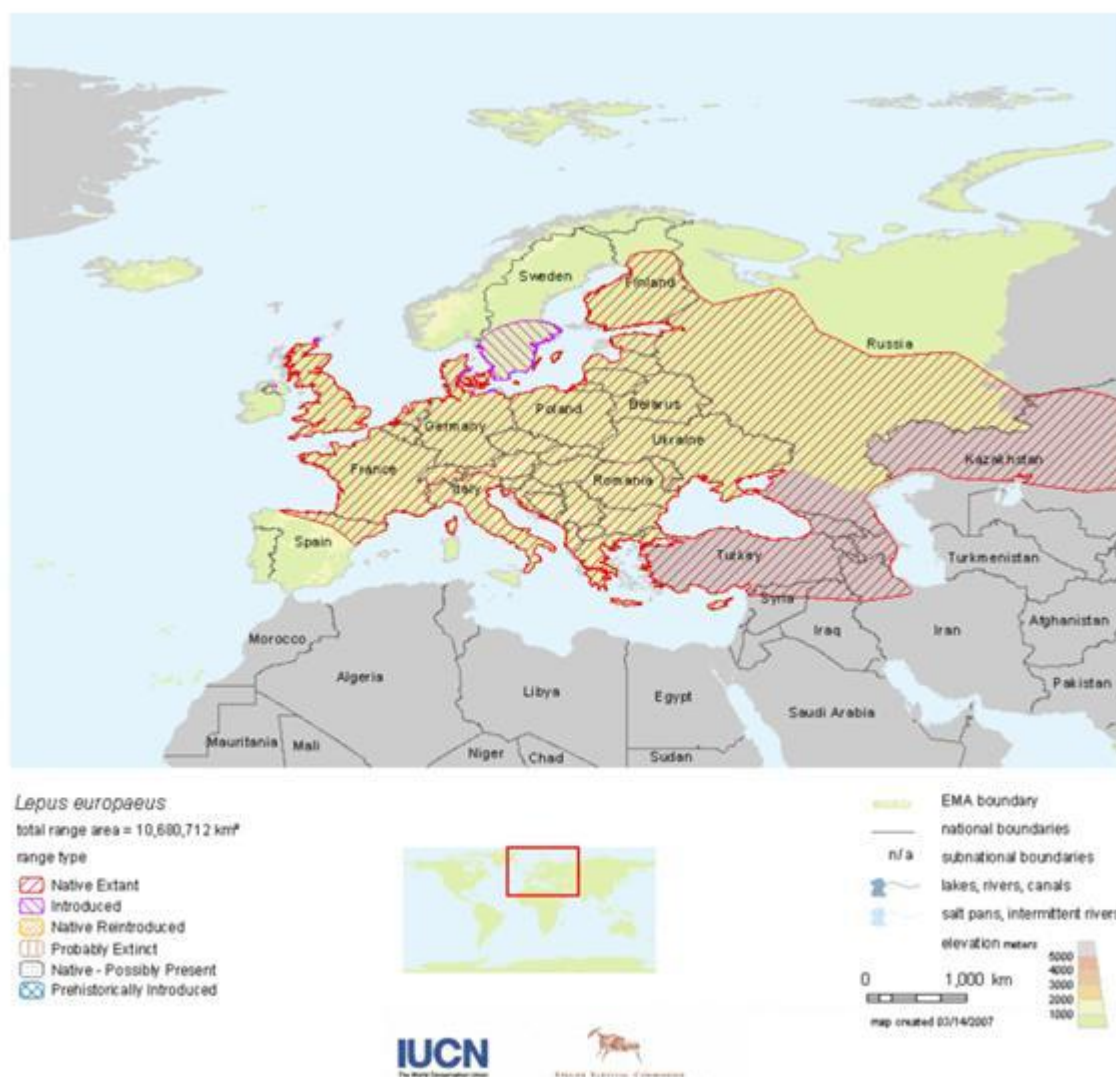 Sweden
Finland
Russia
Poland
Belarus
Germany
Ukraine
Kazakhstan
France
Romania
Italy
Spain
Turkey
Turkmenistan
Syria
Afghanistan
Morocco
Iraq
Iran
Algeria
Pakistan
Libya
Egypt
Saudi Arabia
Mauritania
Mali
Niger
Chad
Sudan
Lepus europaeus
total range area = 10,680,712 km²
range type
Native Extant
Introduced
Native Reintroduced
Probably Extinct
Native - Possibly Present
Prehistorically Introduced
EMA boundary
national boundaries
n/a subnational boundaries
lakes, rivers, canals
salt pans, intermittent rivers
elevation meters
5000
4000
3000
2000
1000
0 1,000 km
map created 03/14/2007
IUCN
The World Conservation Union